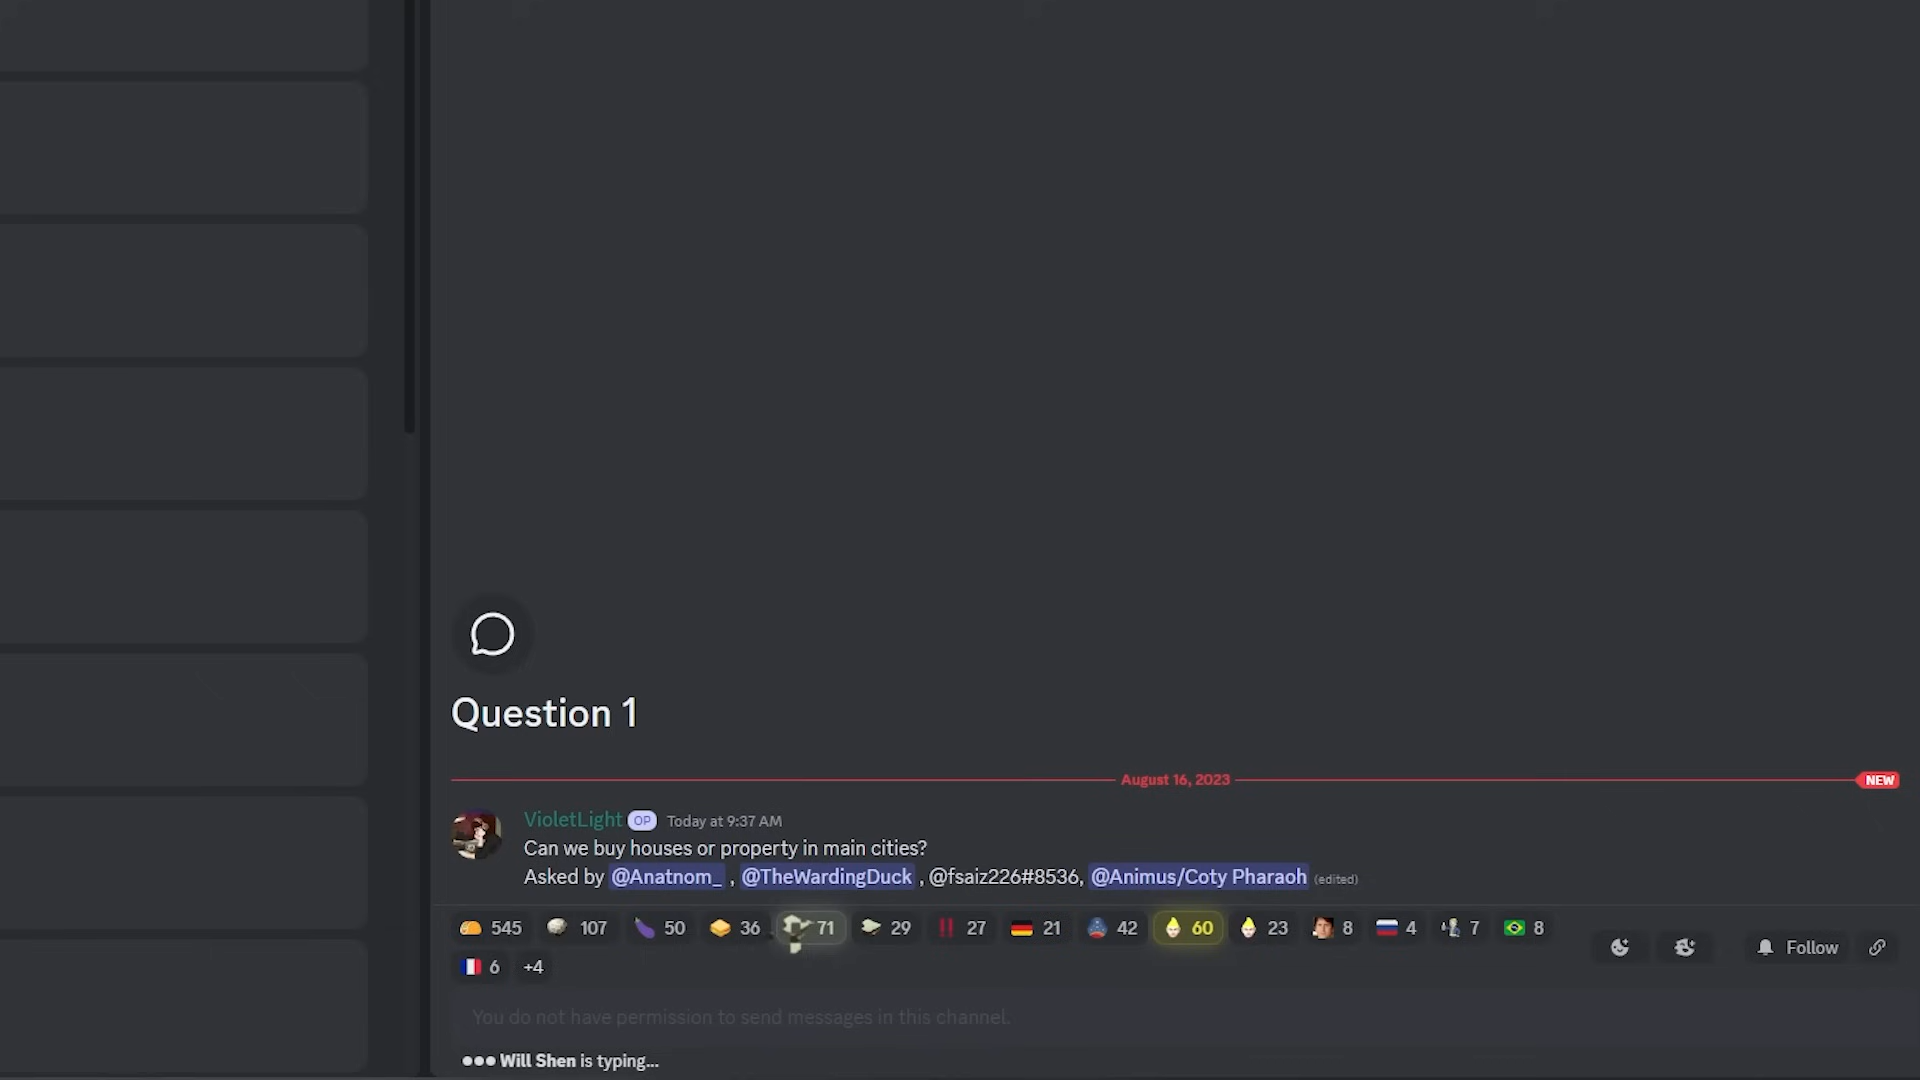 Question 1
August 16, 2023
NEW
VioletLight OP Today at 9:37 AM
Can we buy houses or property in main cities?
Asked by @Anatnom_ , @TheWardingDuck , @fsaiz226#8536, @Animus/Coty Pharaoh (edited)
545 107 50 36 71 29 27 21 42 60 23 8 4 7 8
6 +4
Follow
You do not have permission to send messages in this channel.
Will Shen is typing...